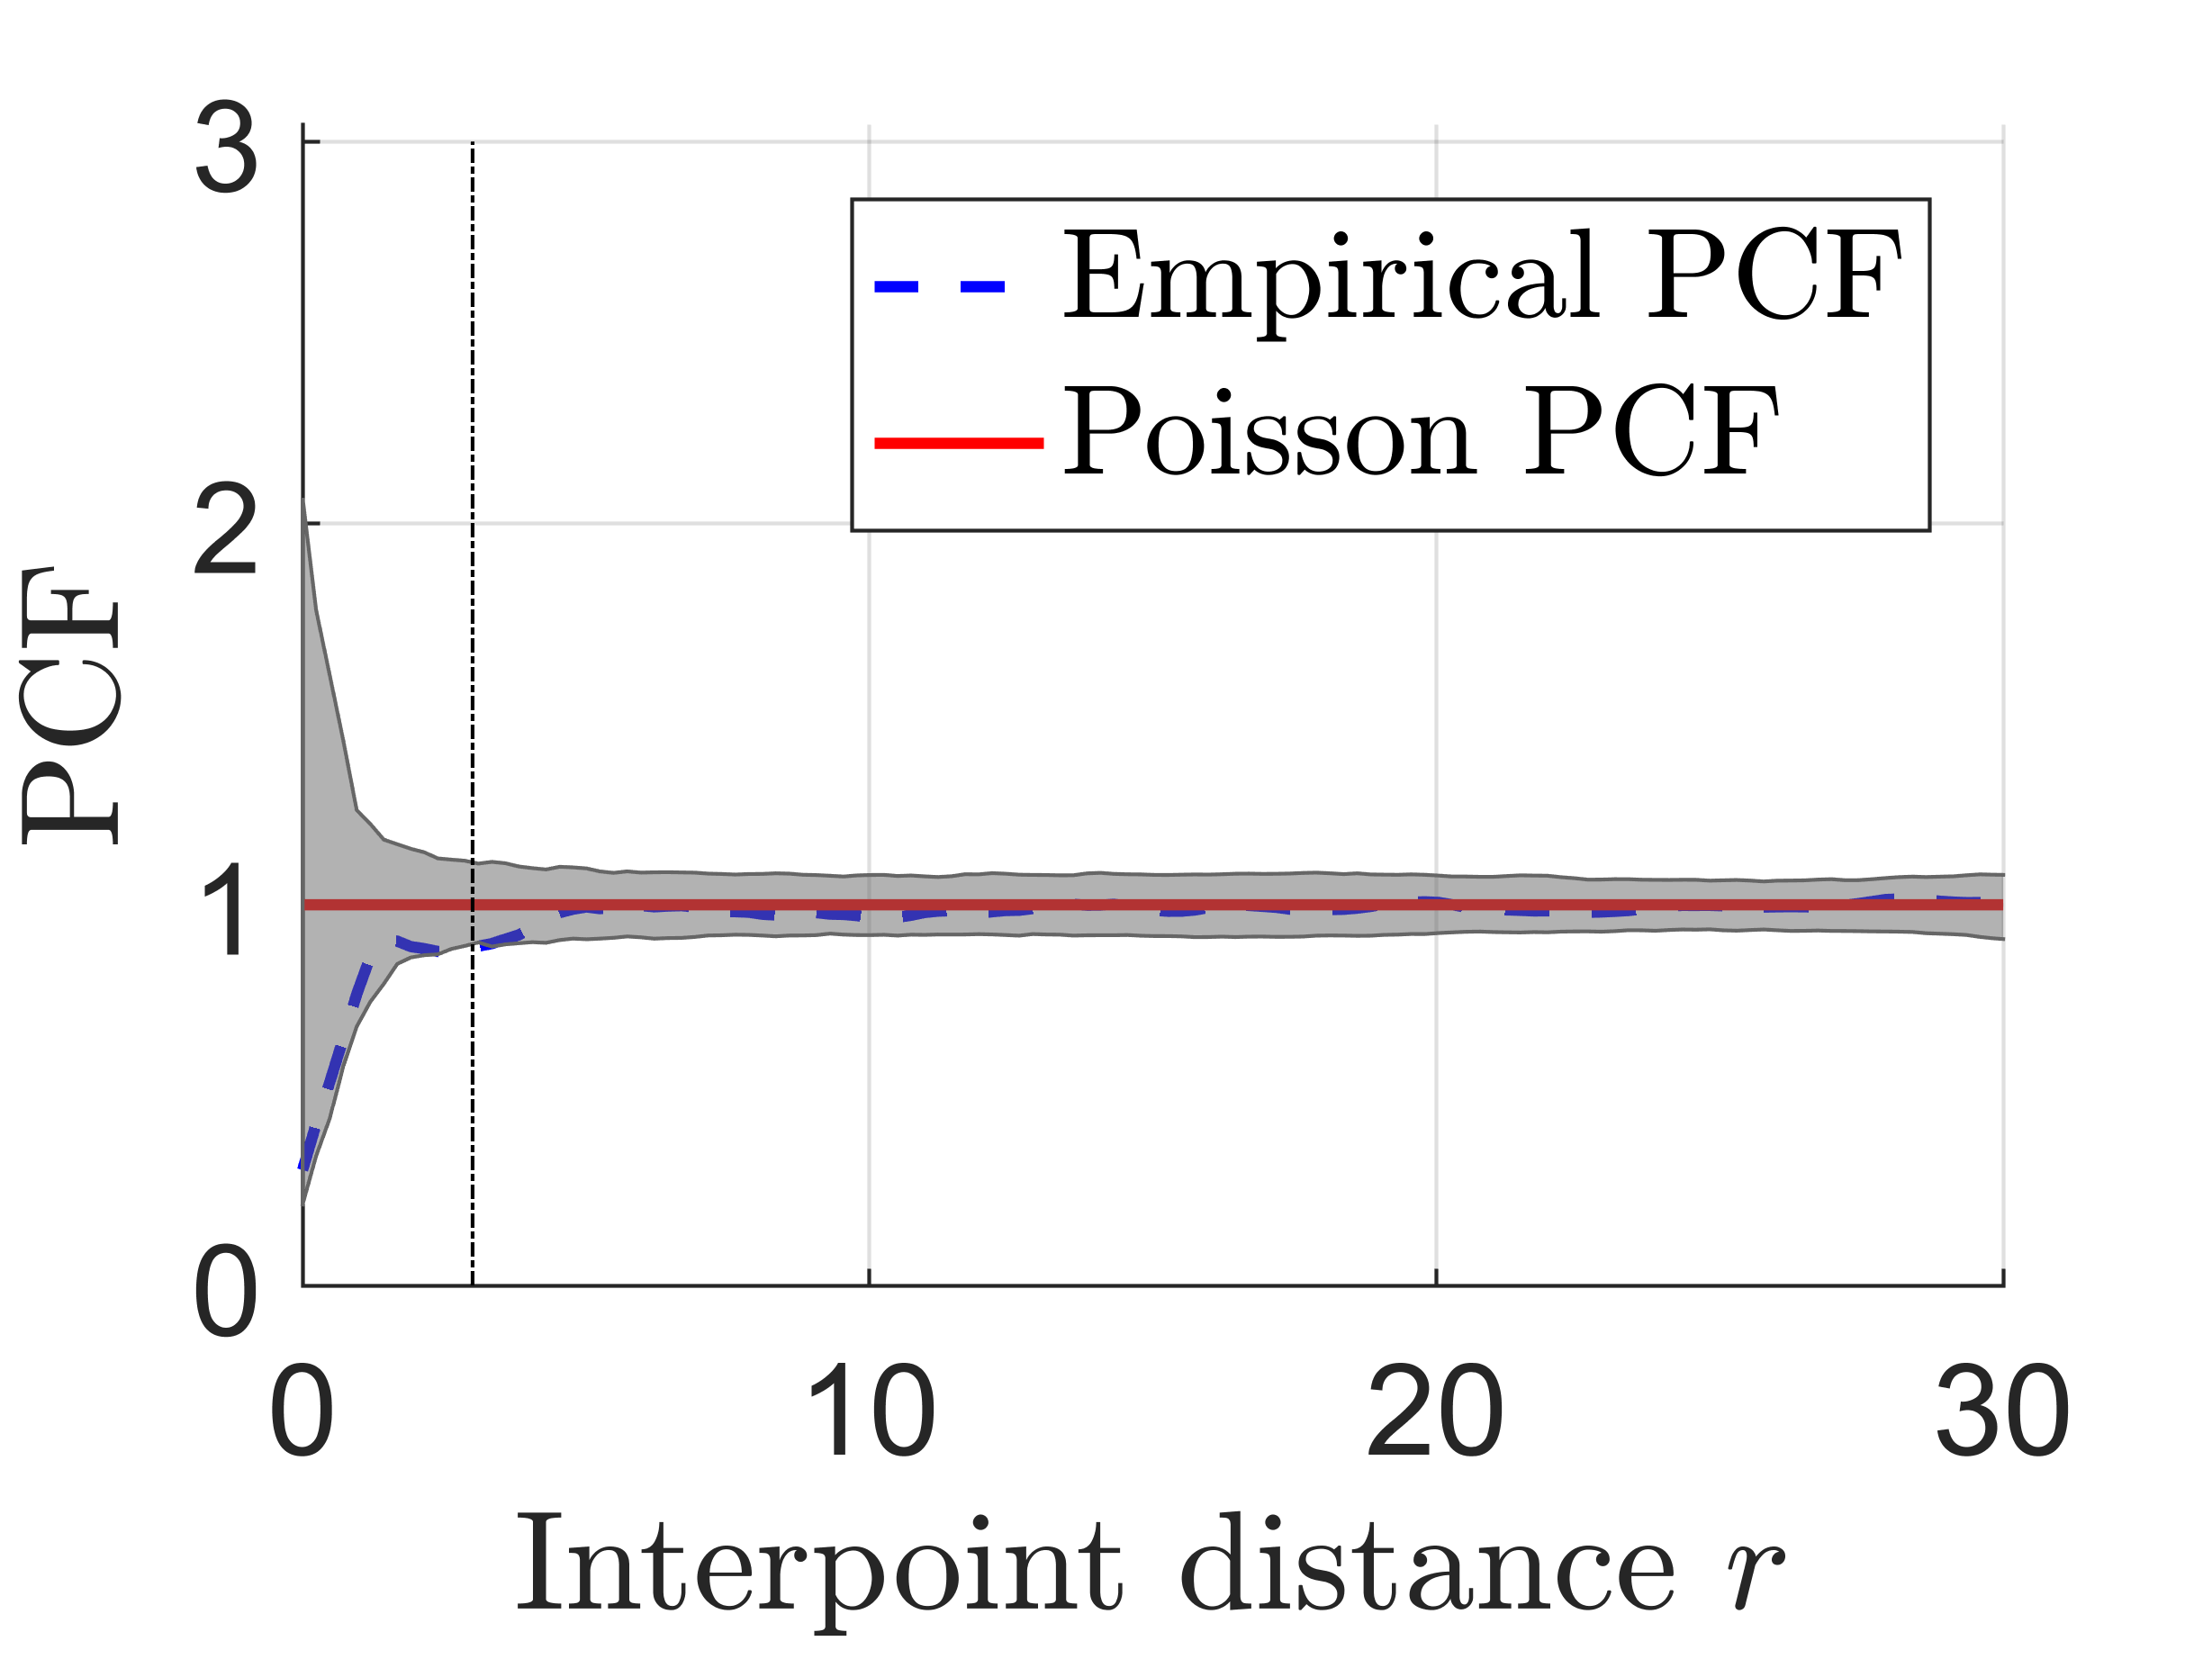 3
2
1
0
PCF
Empirical PCF
Poisson PCF
0 10 20 30
Interpoint distance r